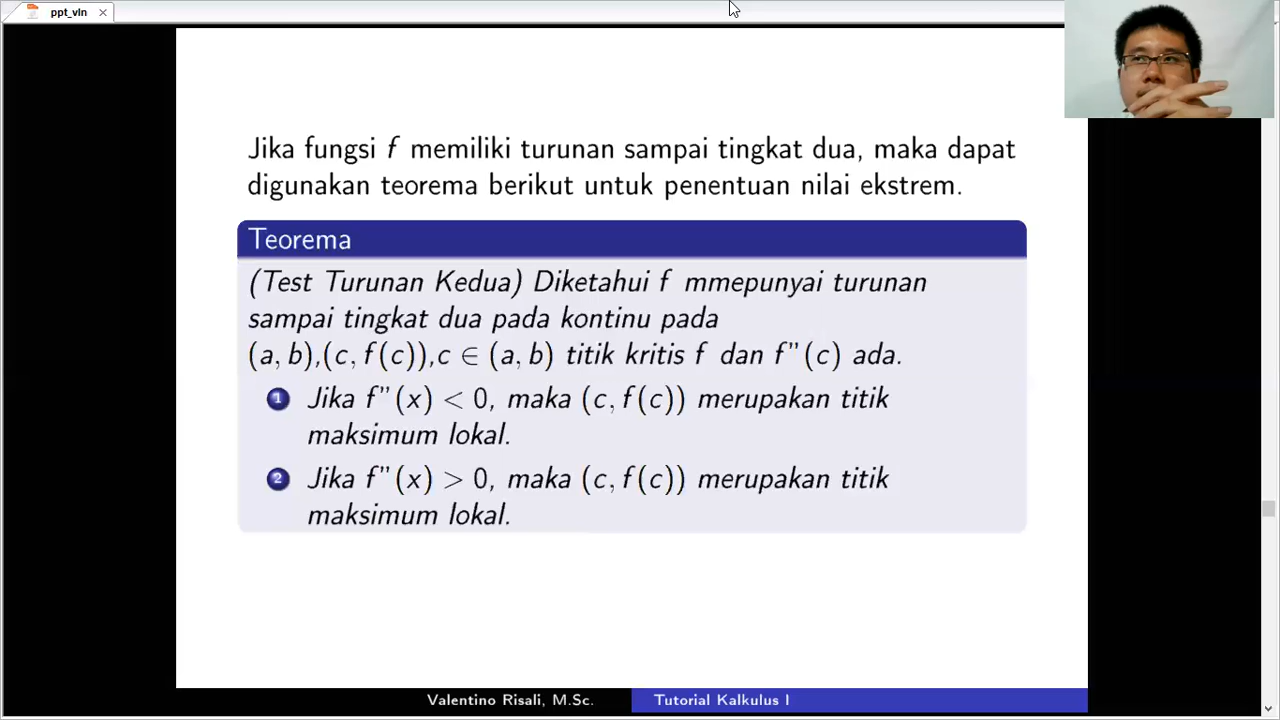 ppt_vln
Jika fungsi f memiliki turunan sampai tingkat dua, maka dapat
digunakan teorema berikut untuk penentuan nilai ekstrem.
Teorema
(Test Turunan Kedua) Diketahui f mmepunyai turunan
sampai tingkat dua pada kontinu pada
(a, b),(c, f(c)),c ∈ (a, b) titik kritis f dan f”(c) ada.
1 Jika f”(x) < 0, maka (c, f(c)) merupakan titik
maksimum lokal.
2 Jika f”(x) > 0, maka (c, f(c)) merupakan titik
maksimum lokal.
Valentino Risali, M.Sc. Tutorial Kalkulus I